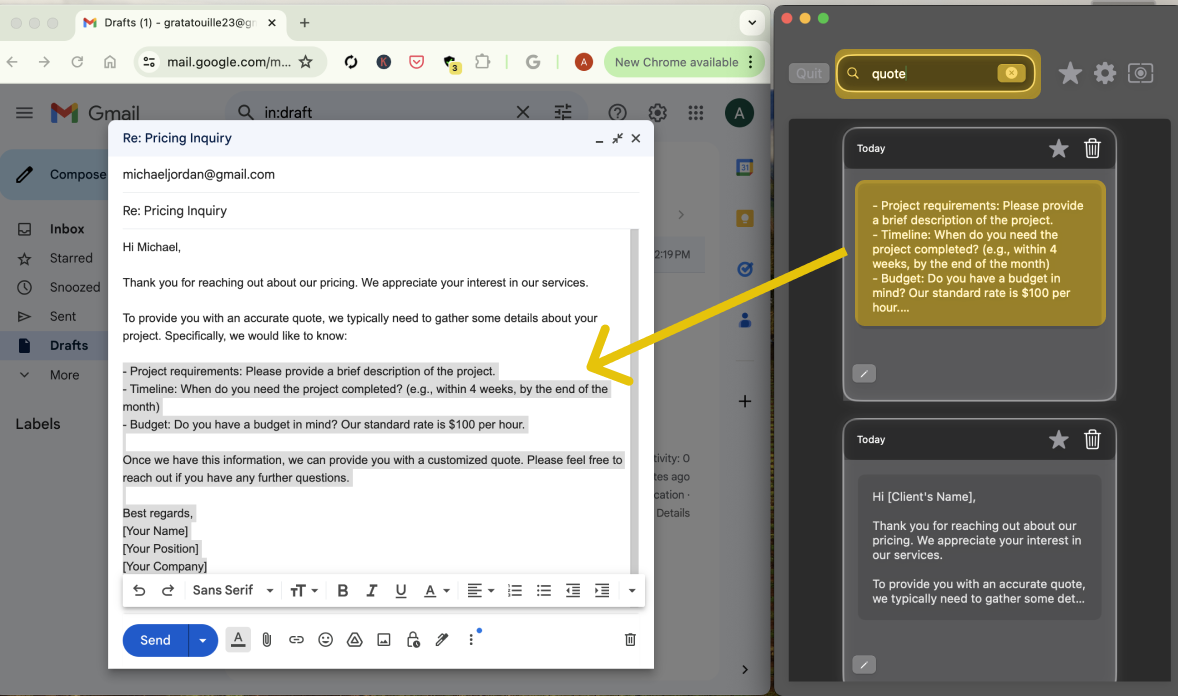 Drafts (1) - gratatouille23@gr
mail.google.com/m...
K
3
G
A
New Chrome available
Gmail
in:draft
A
Compose
Inbox
Starred
Snoozed
Sent
Drafts
More
Labels
2:19 PM
31
tivity: 0
tes ago
cation ·
Details
Re: Pricing Inquiry
michaeljordan@gmail.com
Re: Pricing Inquiry
Hi Michael,
Thank you for reaching out about our pricing. We appreciate your interest in our services.
To provide you with an accurate quote, we typically need to gather some details about your
project. Specifically, we would like to know:
- Project requirements: Please provide a brief description of the project.
- Timeline: When do you need the project completed? (e.g., within 4 weeks, by the end of the
month)
- Budget: Do you have a budget in mind? Our standard rate is $100 per hour.
Once we have this information, we can provide you with a customized quote. Please feel free to
reach out if you have any further questions.
Best regards,
[Your Name]
[Your Position]
[Your Company]
Sans Serif
Send
Quit
quote
Today
- Project requirements: Please provide
a brief description of the project.
- Timeline: When do you need the
project completed? (e.g., within 4
weeks, by the end of the month)
- Budget: Do you have a budget in
mind? Our standard rate is $100 per
hour....
Today
Hi [Client's Name],
Thank you for reaching out about our
pricing. We appreciate your interest in
our services.
To provide you with an accurate quote,
we typically need to gather some det...